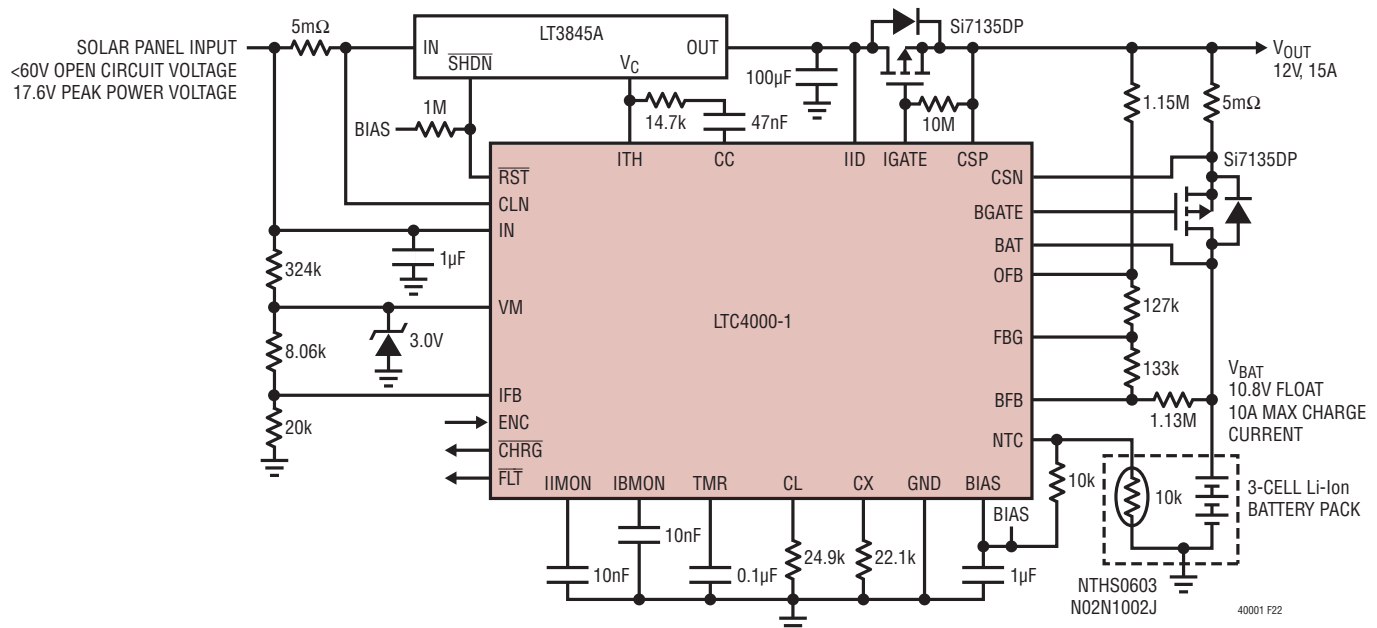 SOLAR PANEL INPUT
<60V OPEN CIRCUIT VOLTAGE
17.6V PEAK POWER VOLTAGE
5mΩ
IN
LT3845A
OUT
SHDN
VC
Si7135DP
VOUT
12V, 15A
100µF
1M
BIAS
14.7k
47nF
10M
1.15M
5mΩ
ITH
CC
IID
IGATE
CSP
RST
CLN
IN
VM
IFB
ENC
CHRG
FLT
CSN
BGATE
BAT
OFB
FBG
BFB
NTC
Si7135DP
1µF
324k
8.06k
20k
3.0V
LTC4000-1
127k
133k
1.13M
VBAT
10.8V FLOAT
10A MAX CHARGE
CURRENT
IIMON
IBMON
TMR
CL
CX
GND
BIAS
BIAS
10k
10k
3-CELL Li-Ion
BATTERY PACK
10nF
10nF
0.1µF
24.9k
22.1k
1µF
NTHS0603
N02N1002J
40001 F22